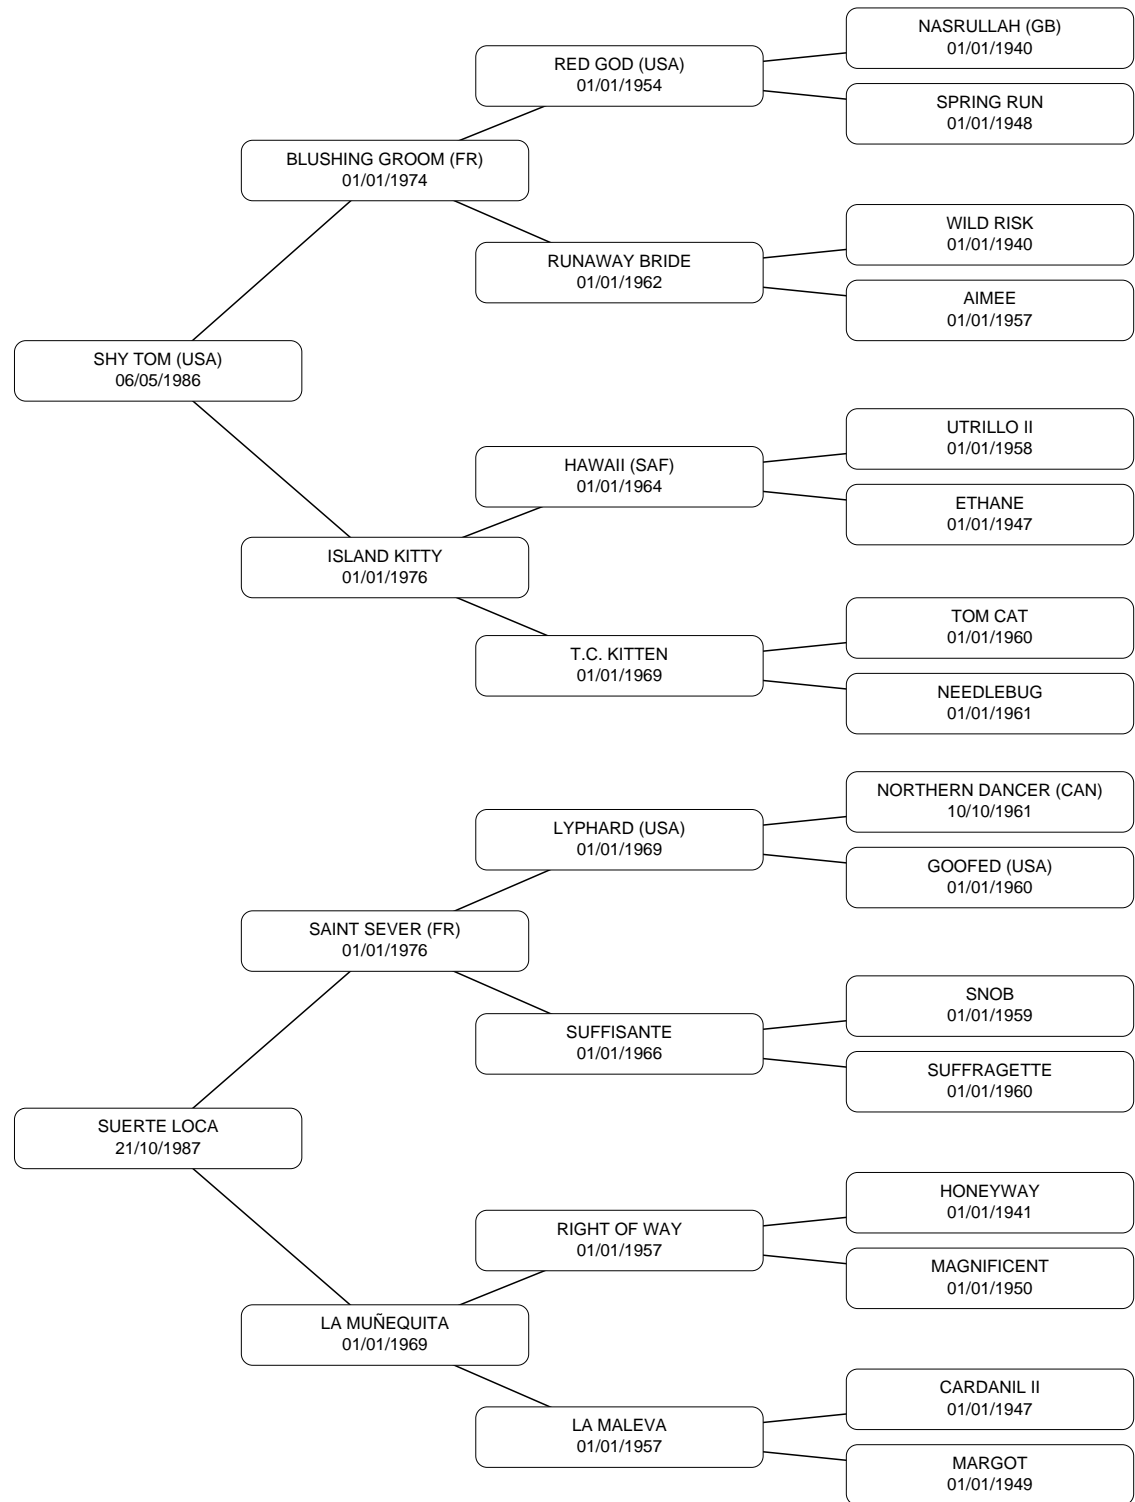 NASRULLAH (GB)
01/01/1940
RED GOD (USA)
01/01/1954
SPRING RUN
01/01/1948
BLUSHING GROOM (FR)
01/01/1974
WILD RISK
01/01/1940
RUNAWAY BRIDE
01/01/1962
AIMEE
01/01/1957
SHY TOM (USA)
06/05/1986
UTRILLO II
01/01/1958
HAWAII (SAF)
01/01/1964
ETHANE
01/01/1947
ISLAND KITTY
01/01/1976
TOM CAT
01/01/1960
T.C. KITTEN
01/01/1969
NEEDLEBUG
01/01/1961
NORTHERN DANCER (CAN)
10/10/1961
LYPHARD (USA)
01/01/1969
GOOFED (USA)
01/01/1960
SAINT SEVER (FR)
01/01/1976
SNOB
01/01/1959
SUFFISANTE
01/01/1966
SUFFRAGETTE
01/01/1960
SUERTE LOCA
21/10/1987
HONEYWAY
01/01/1941
RIGHT OF WAY
01/01/1957
MAGNIFICENT
01/01/1950
LA MUÑEQUITA
01/01/1969
CARDANIL II
01/01/1947
LA MALEVA
01/01/1957
MARGOT
01/01/1949